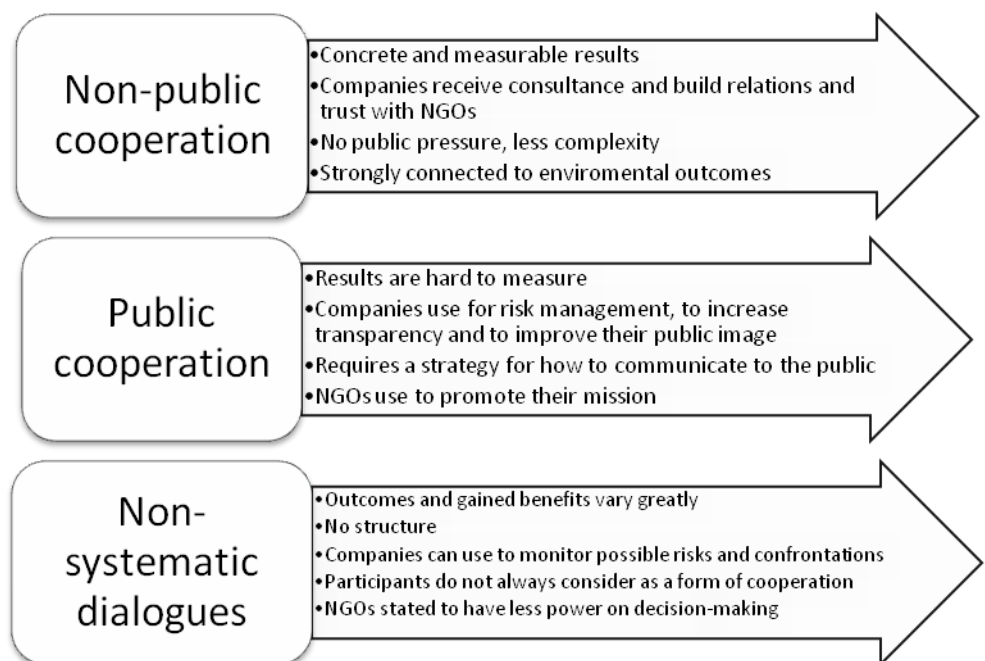 Non-public
cooperation
•Concrete and measurable results
•Companies receive consultance and build relations and
trust with NGOs
•No public pressure, less complexity
•Strongly connected to enviromental outcomes
Public
cooperation
•Results are hard to measure
•Companies use for risk management, to increase
transparency and to improve their public image
•Requires a strategy for how to communicate to the public
•NGOs use to promote their mission
Non-
systematic
dialogues
•Outcomes and gained benefits vary greatly
•No structure
•Companies can use to monitor possible risks and confrontations
•Participants do not always consider as a form of cooperation
•NGOs stated to have less power on decision-making